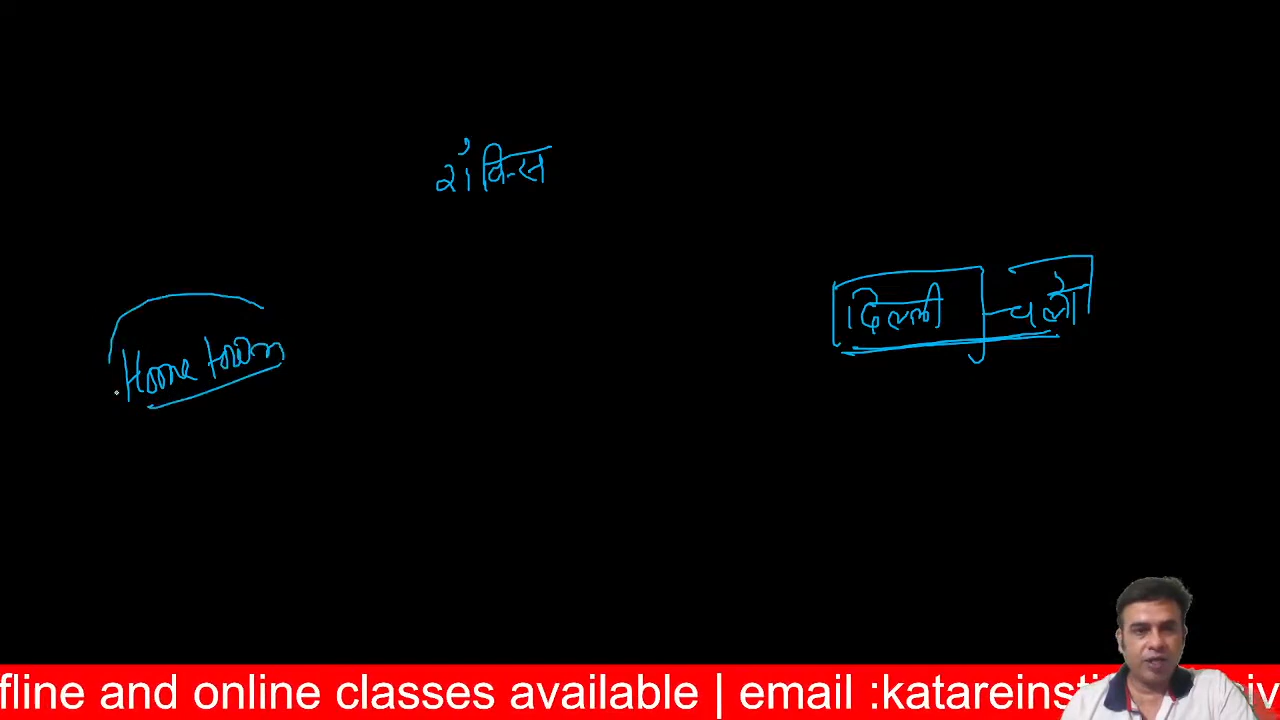 Home town
दिल्ली चलो
fline and online classes available | email :katareinsti